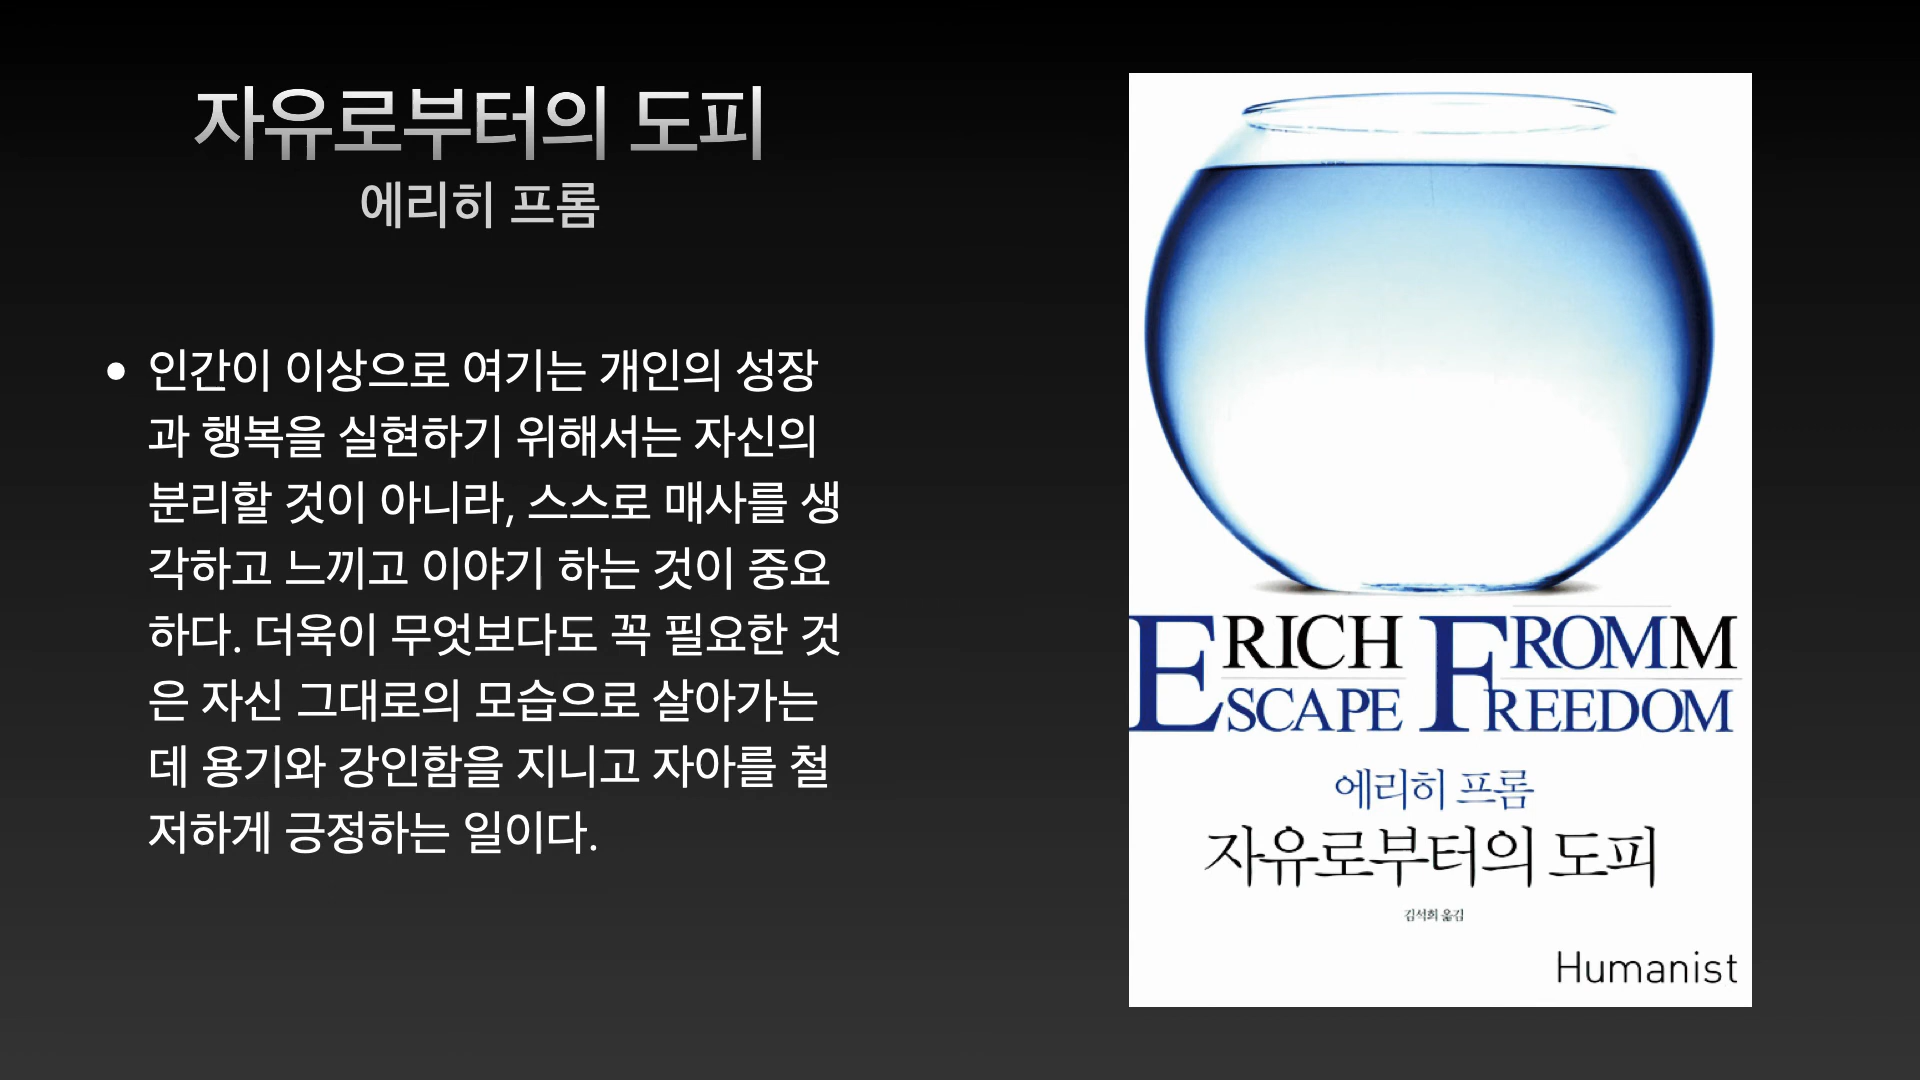 자유로부터의 도피
에리히 프롬
인간이 이상으로 여기는 개인의 성장
과 행복을 실현하기 위해서는 자신의
분리할 것이 아니라, 스스로 매사를 생
각하고 느끼고 이야기 하는 것이 중요
하다. 더욱이 무엇보다도 꼭 필요한 것
은 자신 그대로의 모습으로 살아가는
데 용기와 강인함을 지니고 자아를 철
저하게 긍정하는 일이다.
ERICH FROMM
ESCAPE FREEDOM
에리히 프롬
자유로부터의 도피
김석희 옮김
Humanist